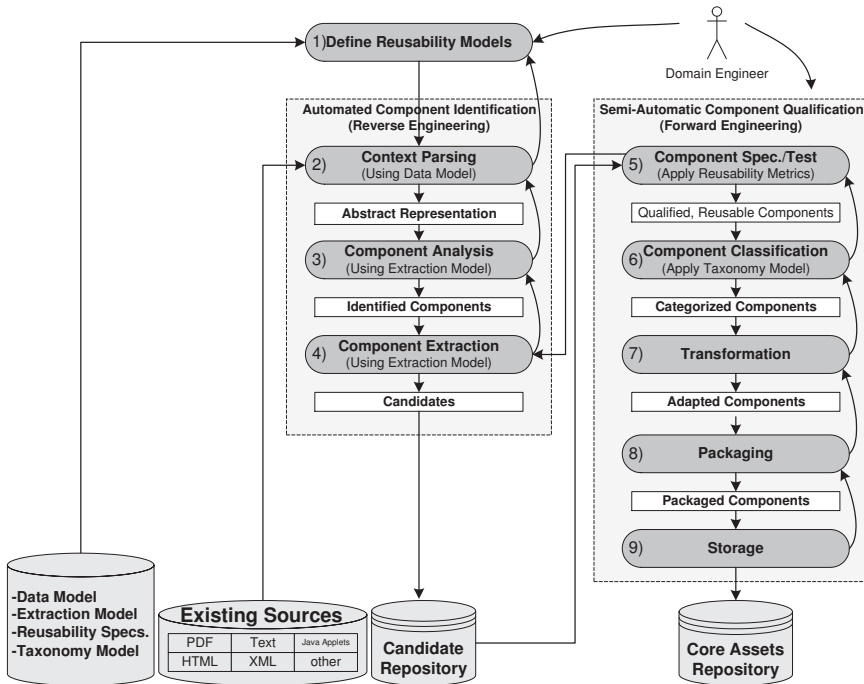 1) Define Reusability Models
Domain Engineer
Automated Component Identification
(Reverse Engineering)
2) Context Parsing
(Using Data Model)
Abstract Representation
3) Component Analysis
(Using Extraction Model)
Identified Components
4) Component Extraction
(Using Extraction Model)
Candidates
Semi-Automatic Component Qualification
(Forward Engineering)
5) Component Spec./Test
(Apply Reusability Metrics)
Qualified, Reusable Components
6) Component Classification
(Apply Taxonomy Model)
Categorized Components
7) Transformation
Adapted Components
8) Packaging
Packaged Components
9) Storage
-Data Model
-Extraction Model
-Reusability Specs.
-Taxonomy Model
Existing Sources
PDF Text Java Applets
HTML XML other
Candidate
Repository
Core Assets
Repository